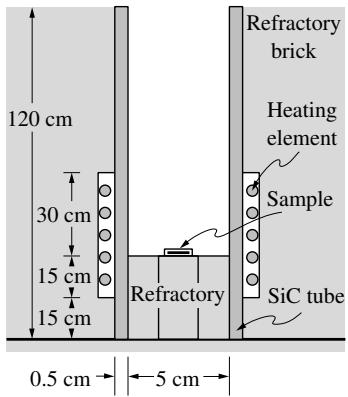 Refractory
brick
120 cm
Heating
element
30 cm
Sample
15 cm
Refractory
SiC tube
15 cm
0.5 cm
5 cm